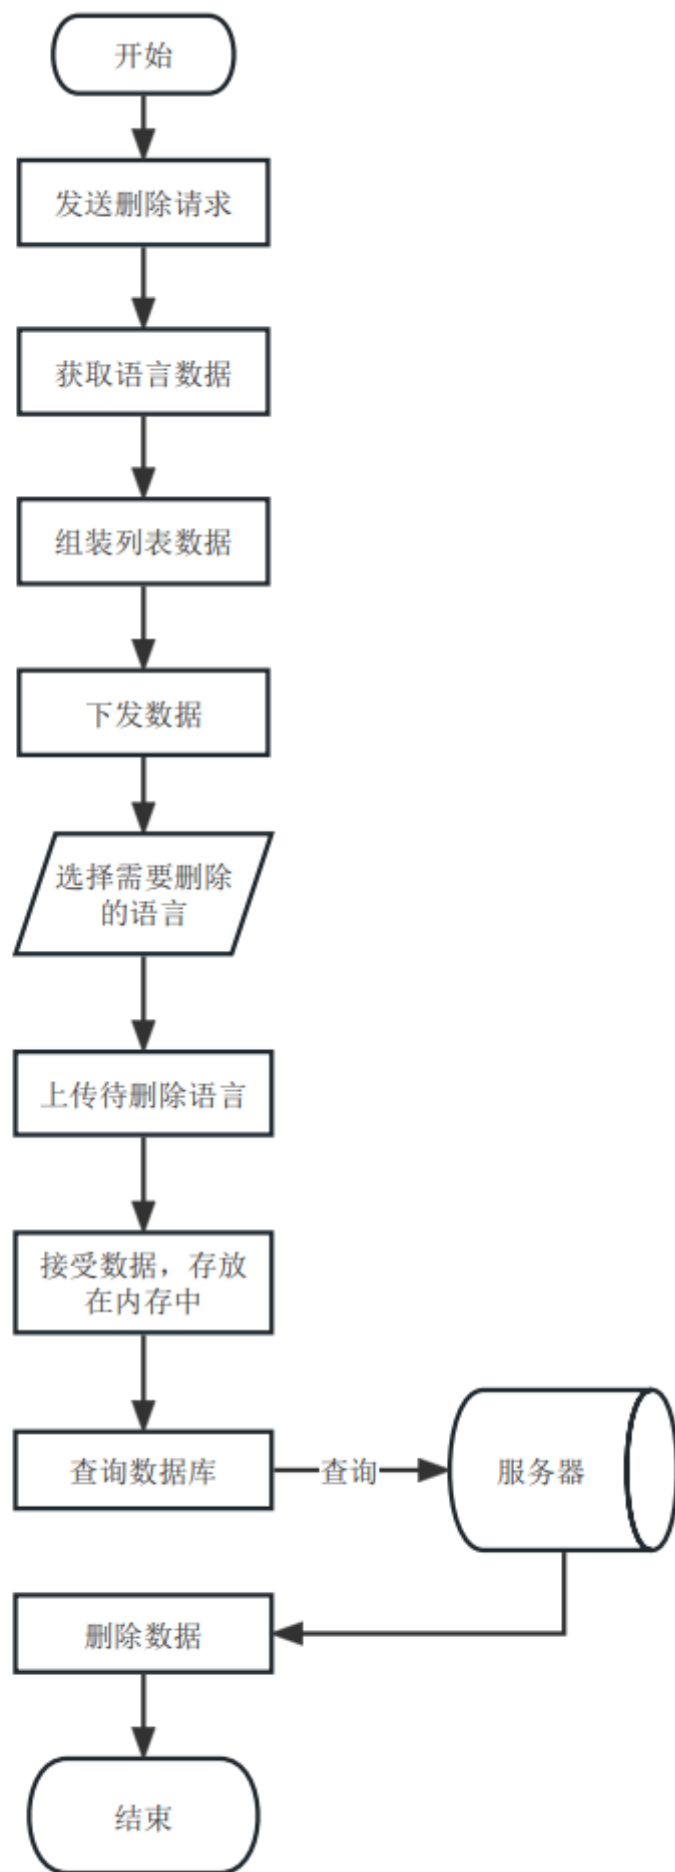 开始
发送删除请求
获取语言数据
组装列表数据
下发数据
选择需要删除
的语言
上传待删除语言
接受数据，存放
在内存中
查询数据库
查询
服务器
删除数据
结束